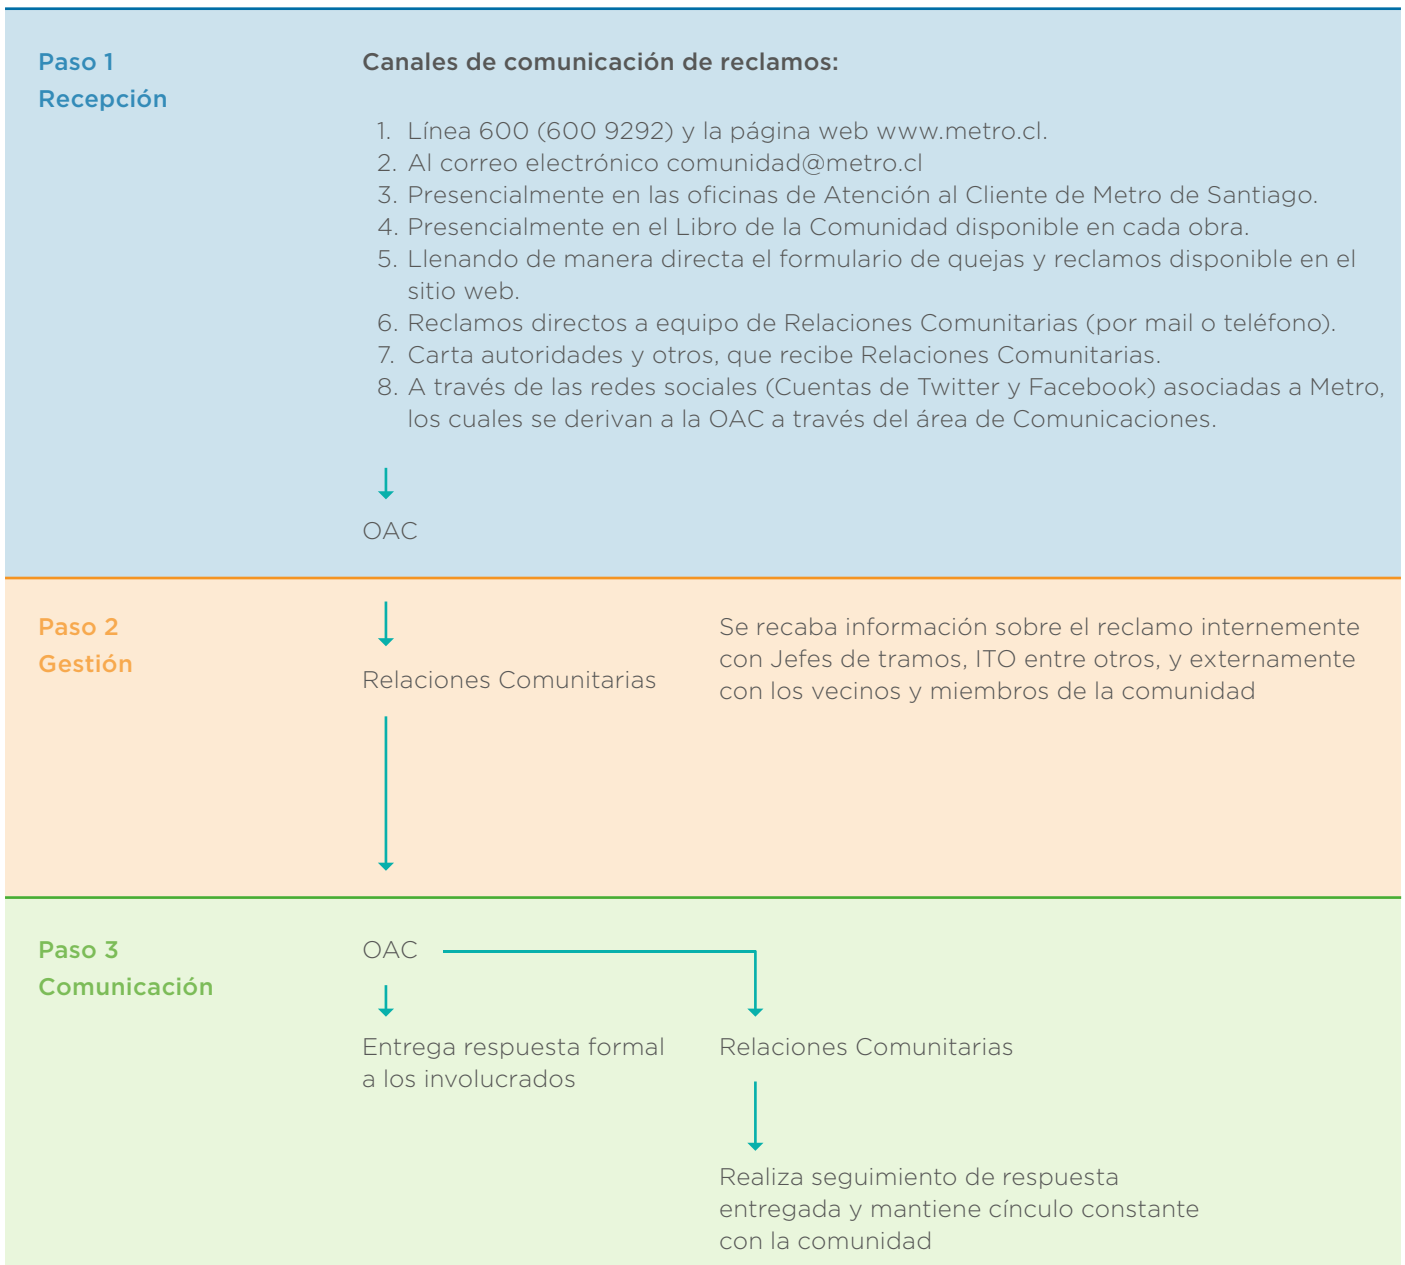 Paso 1
Recepción
Canales de comunicación de reclamos:
1. Línea 600 (600 9292) y la página web www.metro.cl.
2. Al correo electrónico comunidad@metro.cl
3. Presencialmente en las oficinas de Atención al Cliente de Metro de Santiago.
4. Presencialmente en el Libro de la Comunidad disponible en cada obra.
5. Llenando de manera directa el formulario de quejas y reclamos disponible en el
sitio web.
6. Reclamos directos a equipo de Relaciones Comunitarias (por mail o teléfono).
7. Carta autoridades y otros, que recibe Relaciones Comunitarias.
8. A través de las redes sociales (Cuentas de Twitter y Facebook) asociadas a Metro,
los cuales se derivan a la OAC a través del área de Comunicaciones.
OAC
Paso 2
Gestión
Relaciones Comunitarias
Se recaba información sobre el reclamo internemente
con Jefes de tramos, ITO entre otros, y externamente
con los vecinos y miembros de la comunidad
Paso 3
Comunicación
OAC
Entrega respuesta formal
a los involucrados
Relaciones Comunitarias
Realiza seguimiento de respuesta
entregada y mantiene cínculo constante
con la comunidad